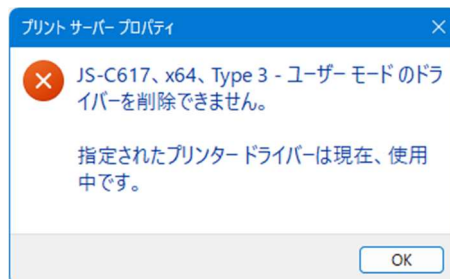 プリント サーバー プロパティ
JS-C617、x64、Type 3 - ユーザー モード のドラ
イバーを削除できません。
指定されたプリンター ドライバーは現在、使用
中です。
OK